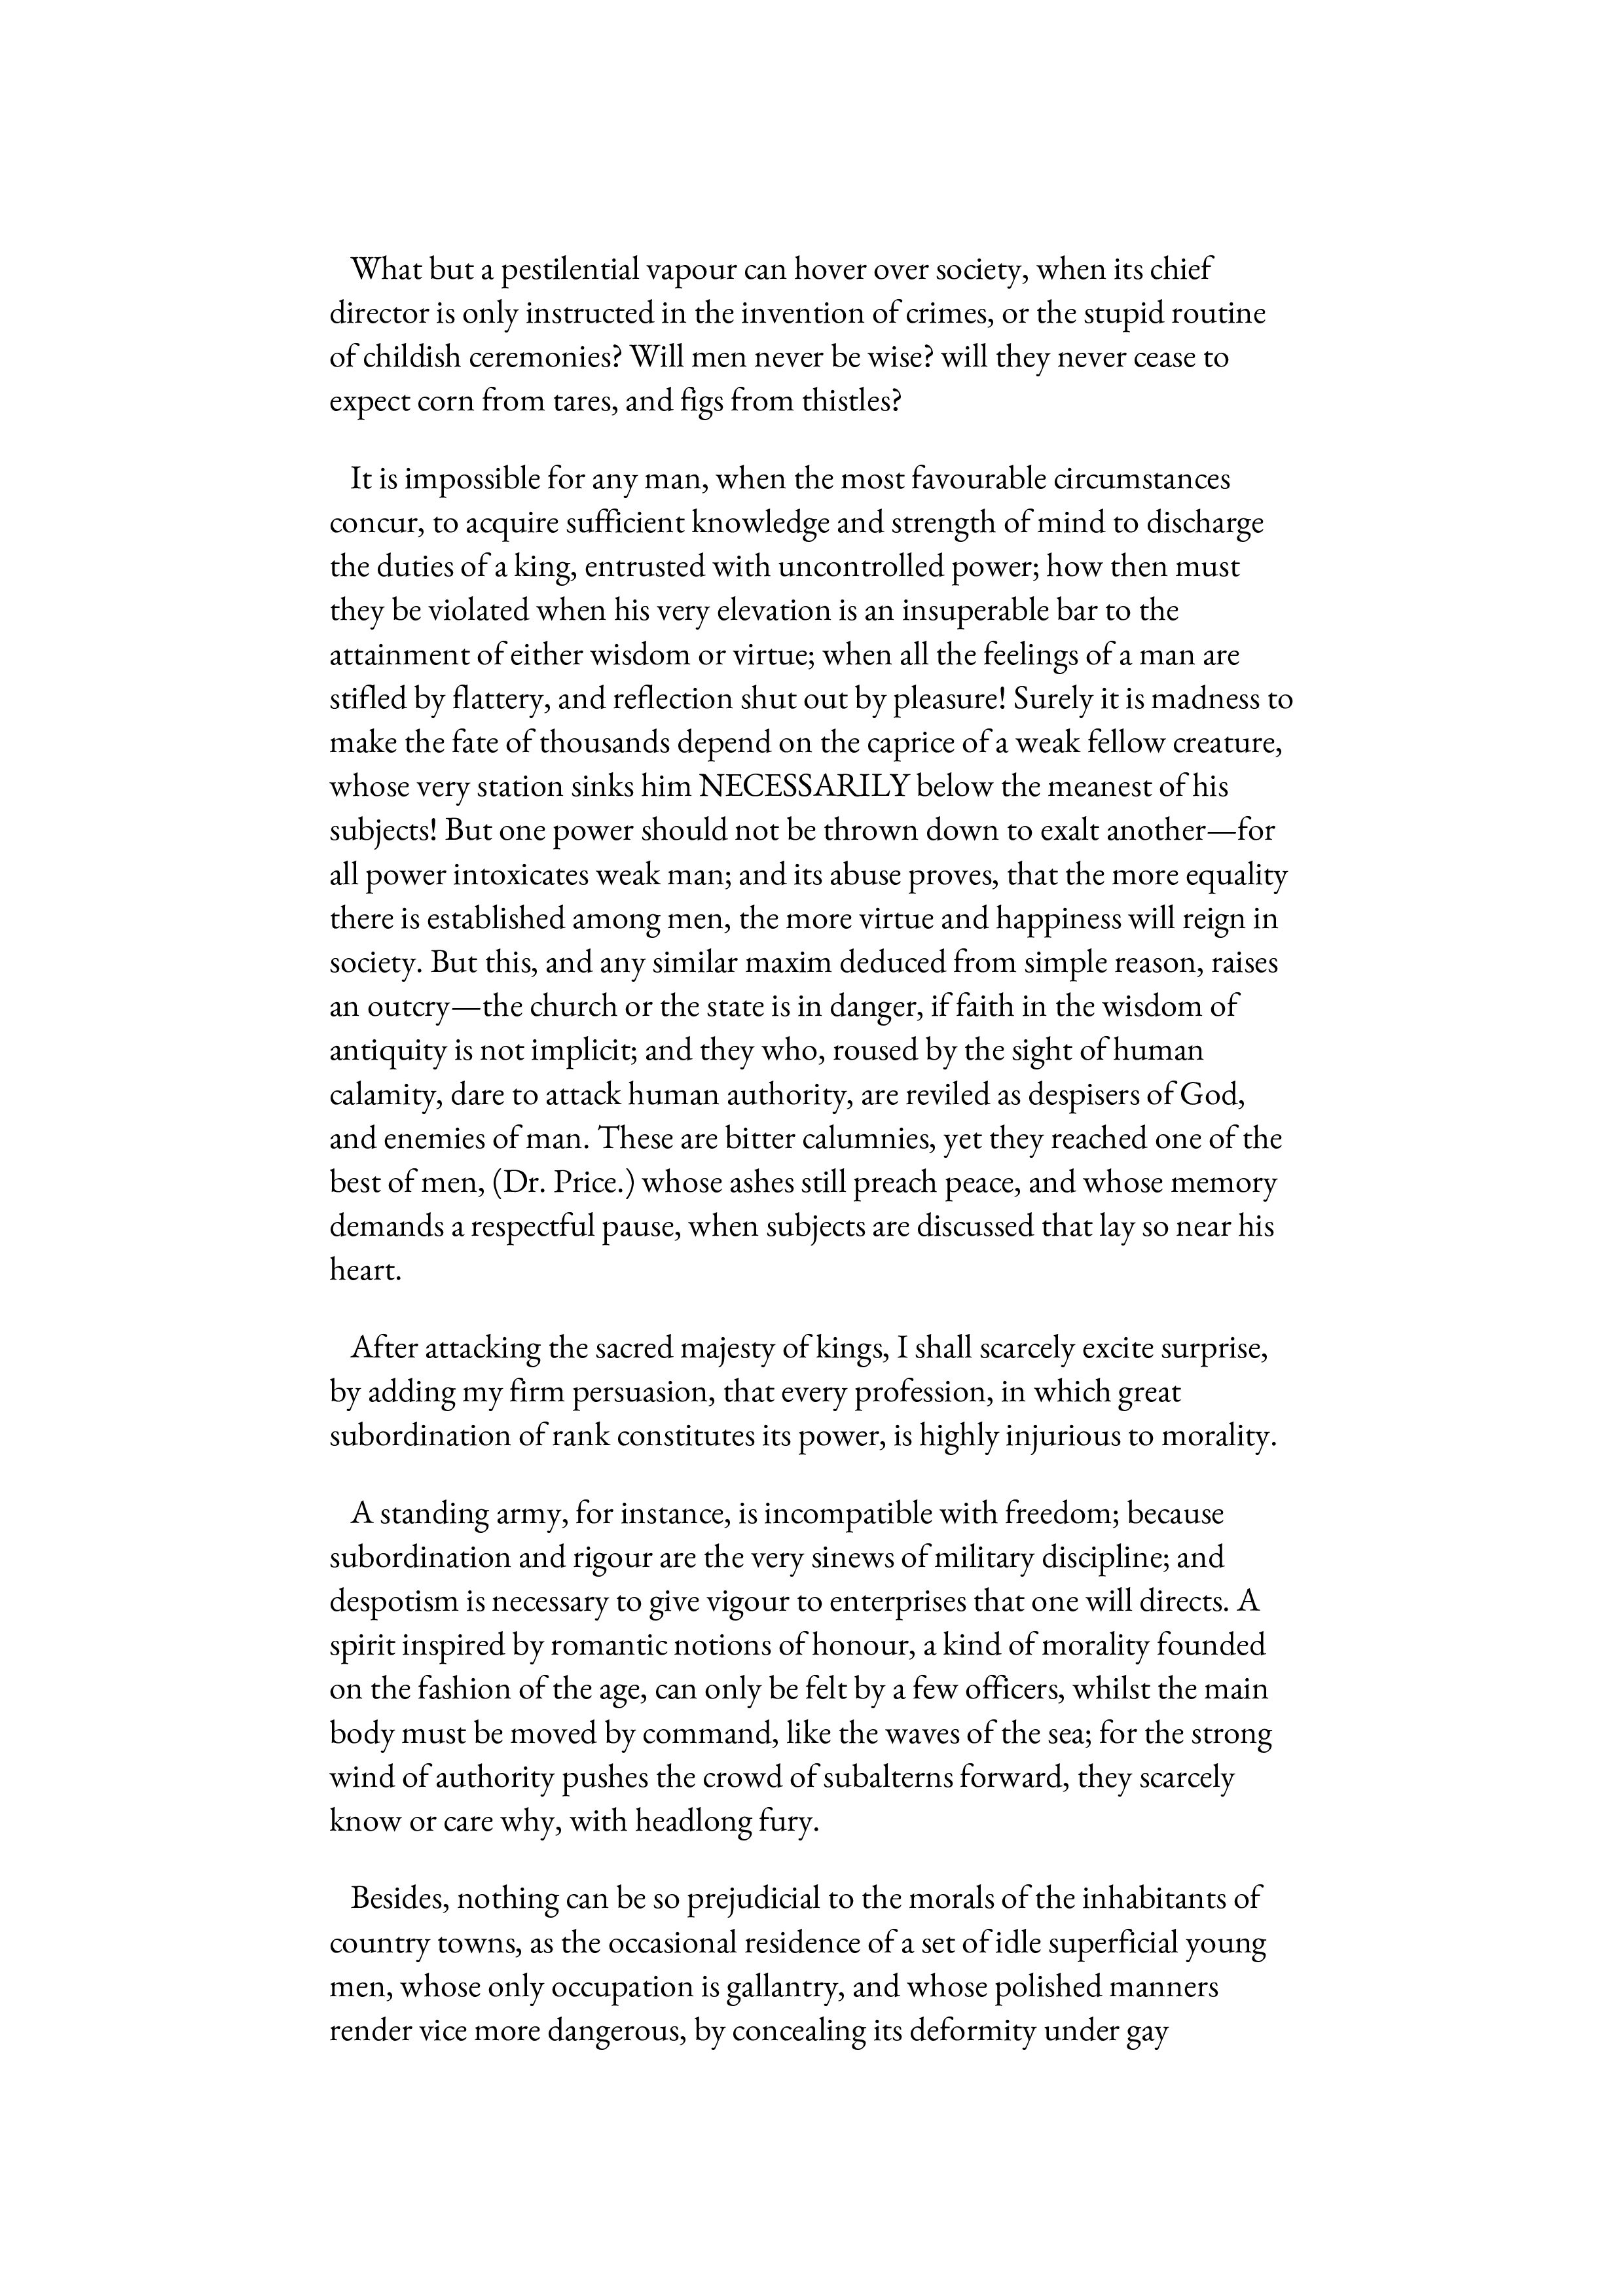 What but a pestilential vapour can hover over society, when its chief
director is only instructed in the invention of crimes, or the stupid routine
of childish ceremonies? Will men never be wise? will they never cease to
expect corn from tares, and figs from thistles?
It is impossible for any man, when the most favourable circumstances
concur, to acquire sufficient knowledge and strength of mind to discharge
the duties of a king, entrusted with uncontrolled power; how then must
they be violated when his very elevation is an insuperable bar to the
attainment of either wisdom or virtue; when all the feelings of a man are
stifled by flattery, and reflection shut out by pleasure! Surely it is madness to
make the fate of thousands depend on the caprice of a weak fellow creature,
whose very station sinks him NECESSARILY below the meanest of his
subjects! But one power should not be thrown down to exalt another—for
all power intoxicates weak man; and its abuse proves, that the more equality
there is established among men, the more virtue and happiness will reign in
society. But this, and any similar maxim deduced from simple reason, raises
an outcry—the church or the state is in danger, if faith in the wisdom of
antiquity is not implicit; and they who, roused by the sight of human
calamity, dare to attack human authority, are reviled as despisers of God,
and enemies of man. These are bitter calumnies, yet they reached one of the
best of men, (Dr. Price.) whose ashes still preach peace, and whose memory
demands a respectful pause, when subjects are discussed that lay so near his
heart.
After attacking the sacred majesty of kings, I shall scarcely excite surprise,
by adding my firm persuasion, that every profession, in which great
subordination of rank constitutes its power, is highly injurious to morality.
A standing army, for instance, is incompatible with freedom; because
subordination and rigour are the very sinews of military discipline; and
despotism is necessary to give vigour to enterprises that one will directs. A
spirit inspired by romantic notions of honour, a kind of morality founded
on the fashion of the age, can only be felt by a few officers, whilst the main
body must be moved by command, like the waves of the sea; for the strong
wind of authority pushes the crowd of subalterns forward, they scarcely
know or care why, with headlong fury.
Besides, nothing can be so prejudicial to the morals of the inhabitants of
country towns, as the occasional residence of a set of idle superficial young
men, whose only occupation is gallantry, and whose polished manners
render vice more dangerous, by concealing its deformity under gay